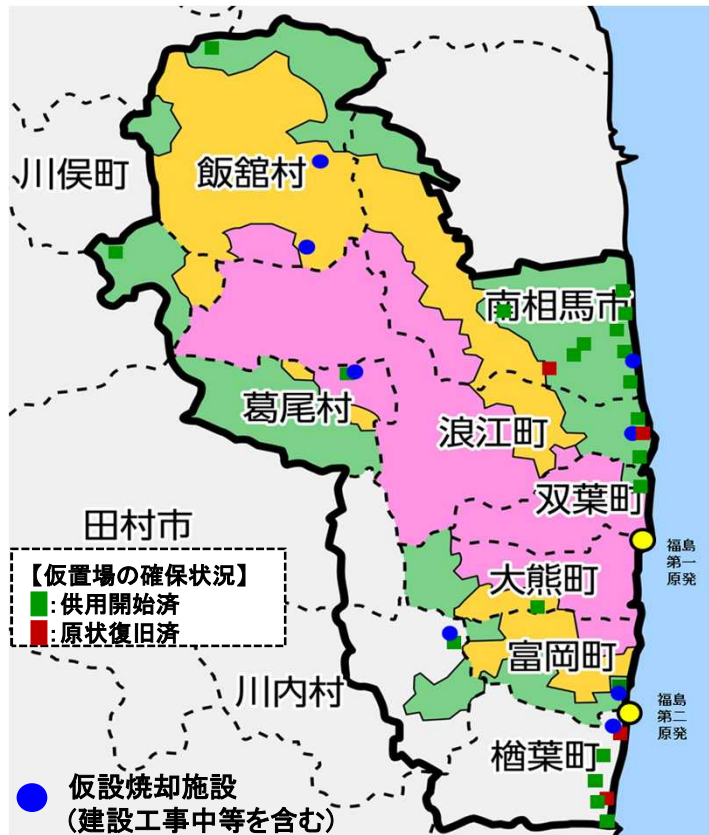 川俣町
飯舘村
南相馬市
葛尾村
浪江町
双葉町
田村市
福島
第一
原発
【仮置場の確保状況】
:供用開始済
:原状復旧済
大熊町
富岡町
川内村
福島
第二
原発
楢葉町
仮設焼却施設
(建設工事中等を含む)